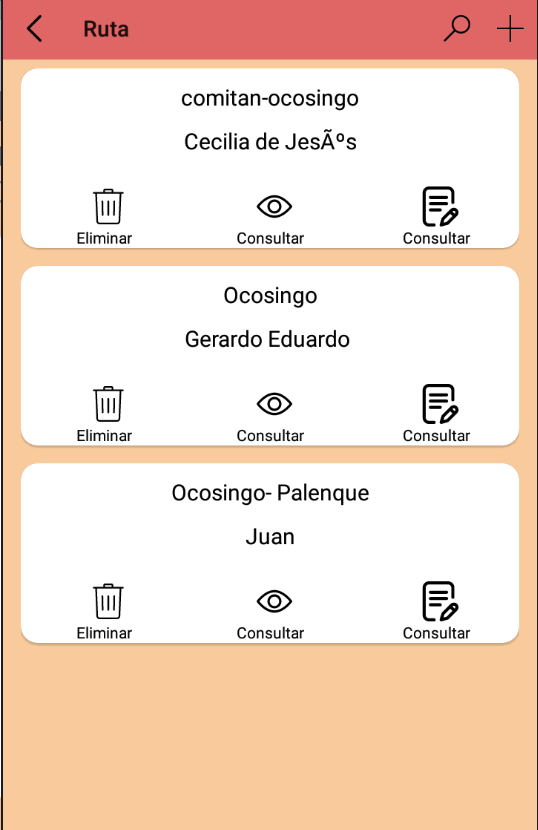 Ruta
comitan-ocosingo
Cecilia de JesÃºs
Eliminar Consultar Consultar
Ocosingo
Gerardo Eduardo
Eliminar Consultar Consultar
Ocosingo- Palenque
Juan
Eliminar Consultar Consultar